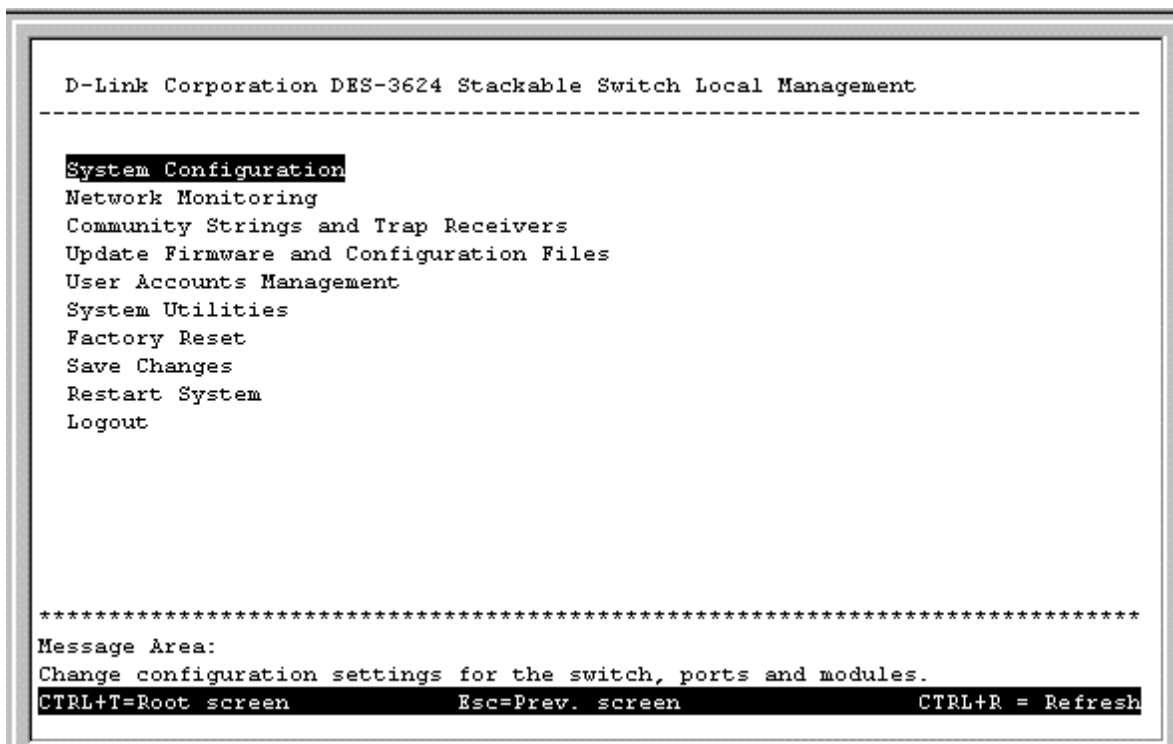 D-Link Corporation DES-3624 Stackable Switch Local Management
--------------------------------------------------------------------------------
System Configuration
Network Monitoring
Community Strings and Trap Receivers
Update Firmware and Configuration Files
User Accounts Management
System Utilities
Factory Reset
Save Changes
Restart System
Logout
*******************************************************************************
Message Area:
Change configuration settings for the switch, ports and modules.
CTRL+T=Root screen Esc=Prev. screen CTRL+R = Refresh